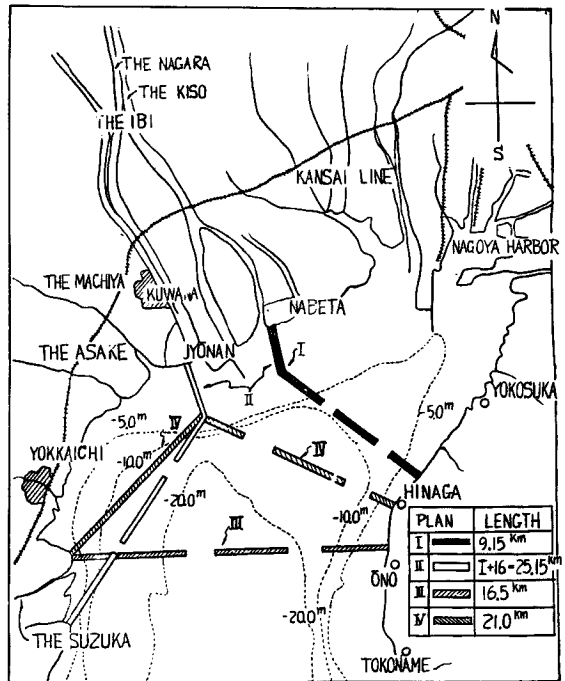 N
THE NAGARA
THE KISO
THE IBI
S
KANSAI LINE
NAGOYA HARBOR
THE MACHIYA
NABETA
THE ASAKE
JYŌNAN
I
II
YOKOSUKA
-5.0m
-5.0m
IV
-10.0m
IV
YOKKAICHI
-20.0m
HINAGA
-10.0m
III
PLAN LENGTH
I 9.15 km
II I+16=25.15 km
III 16.5 km
IV 21.0 km
ŌNO
-20.0m
THE SUZUKA
TOKONAME